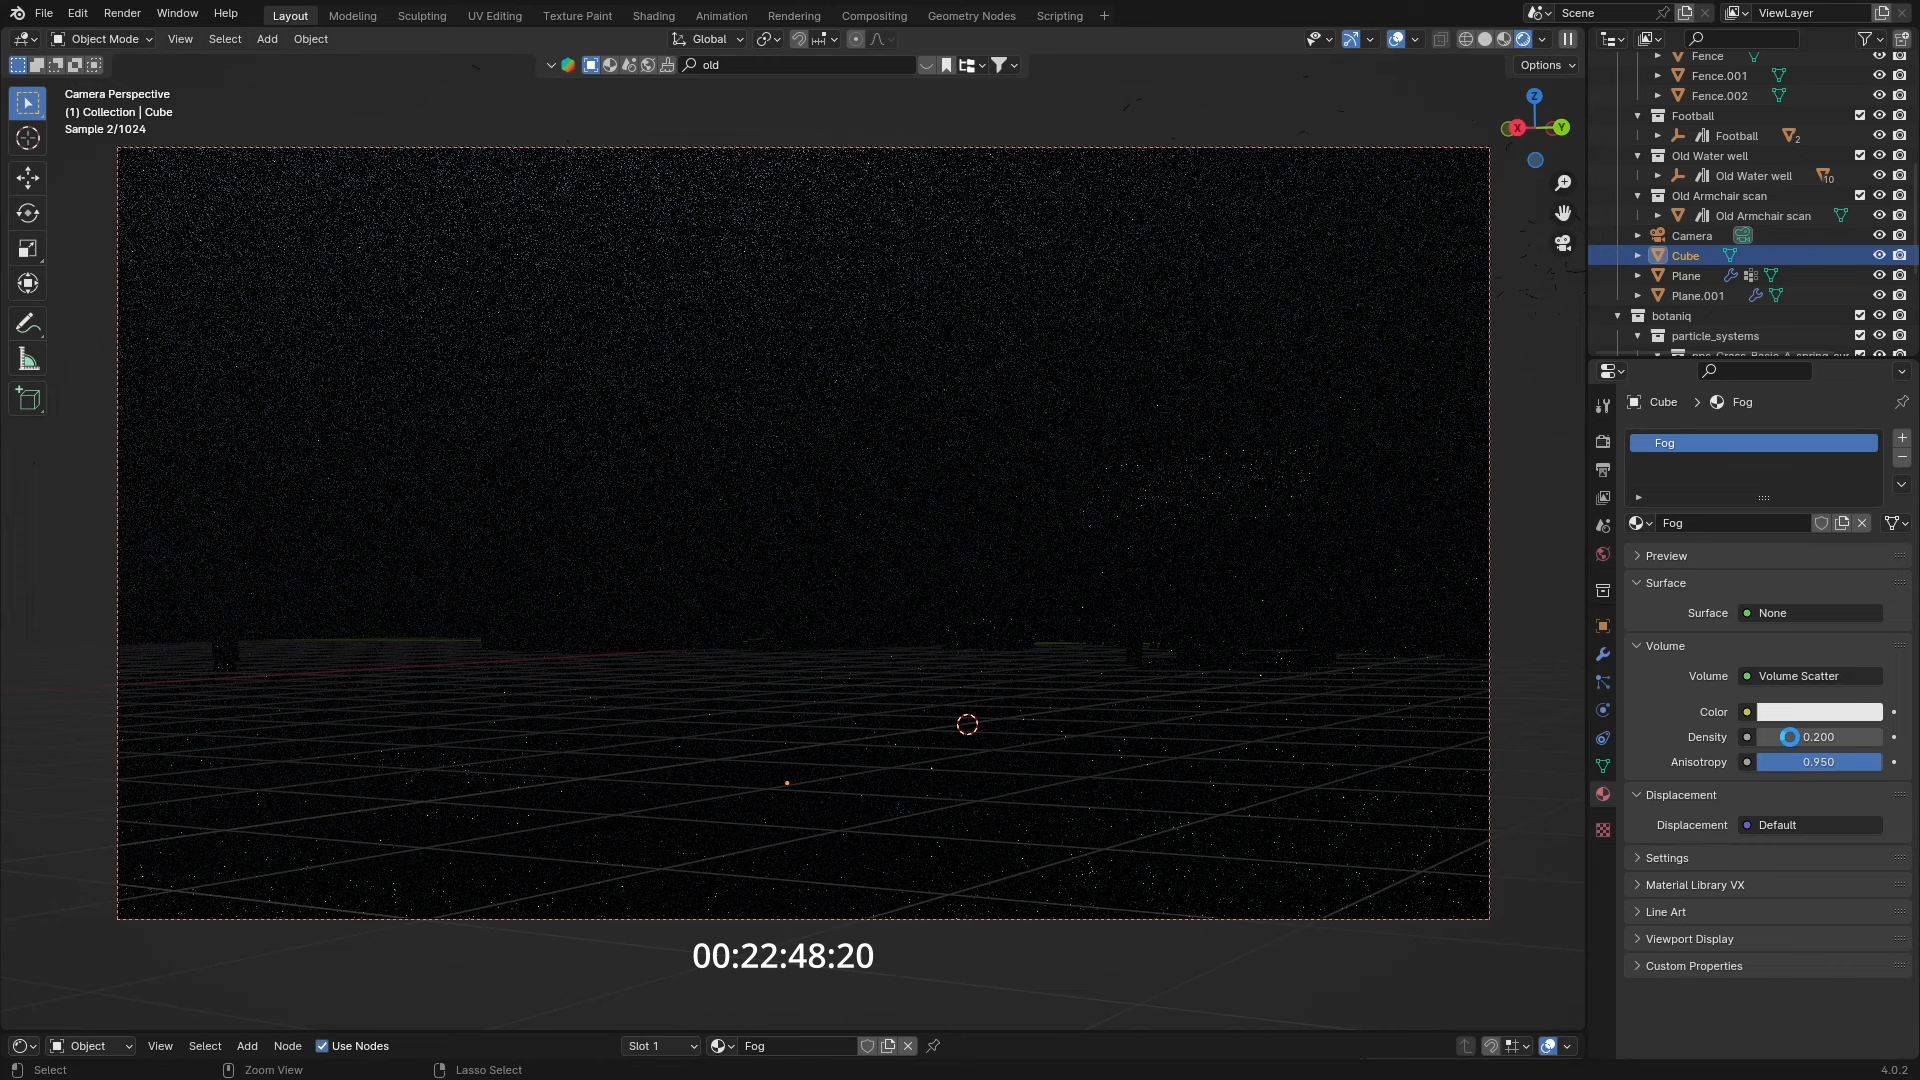 File Edit Render Window Help
Layout Modeling Sculpting UV Editing Texture Paint Shading Animation Rendering Compositing Geometry Nodes Scripting
Scene
ViewLayer
Object Mode View Select Add Object
Global
old
Options
Camera Perspective
(1) Collection | Cube
Sample 2/1024
Z
X
Y
Fence
Fence.001
Fence.002
Football
Football 2
Old Water well
Old Water well 10
Old Armchair scan
Old Armchair scan
Camera
Cube
Plane
Plane.001
botaniq
particle_systems
Cube > Fog
Fog
Fog
Preview
Surface
Surface None
Volume
Volume Volume Scatter
Color
Density 0.200
Anisotropy 0.950
Displacement
Displacement Default
Settings
Material Library VX
Line Art
Viewport Display
Custom Properties
00:22:48:20
Object View Select Add Node Use Nodes Slot 1 Fog
Select Zoom View Lasso Select 4.0.2